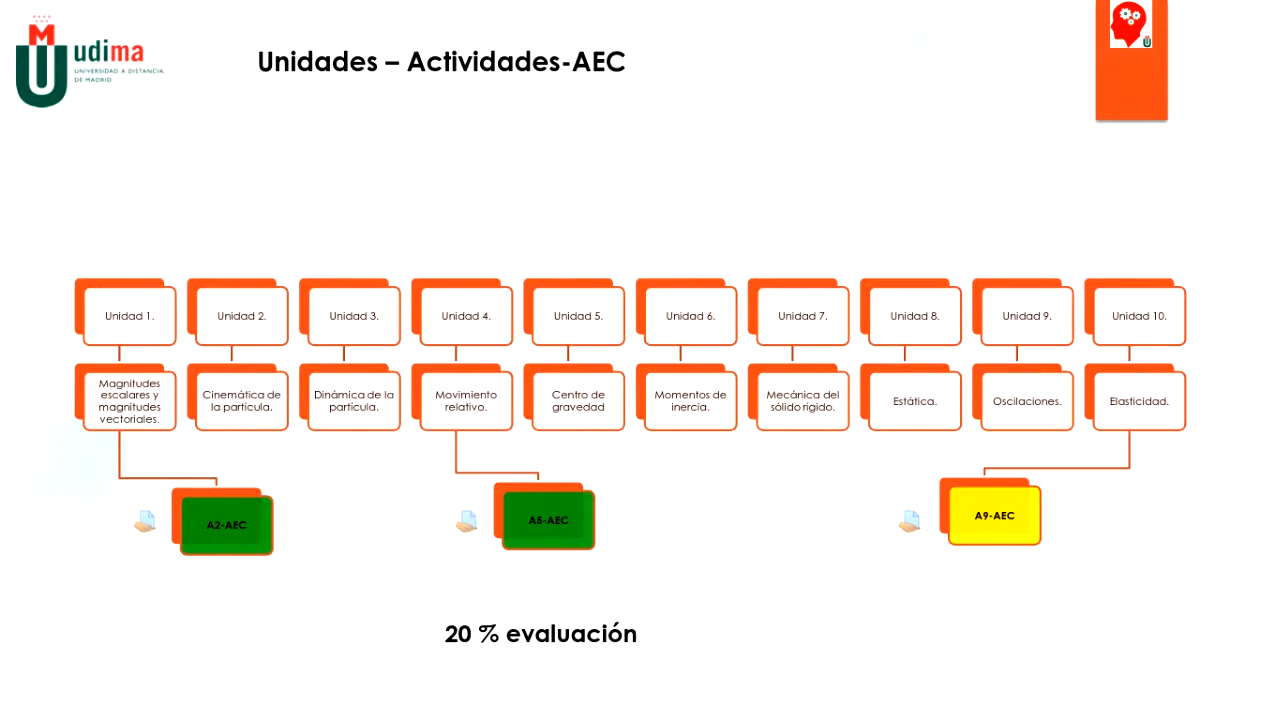 udima
UNIVERSIDAD A DISTANCIA
DE MADRID
Unidades – Actividades-AEC
Unidad 1.
Unidad 2.
Unidad 3.
Unidad 4.
Unidad 5.
Unidad 6.
Unidad 7.
Unidad 8.
Unidad 9.
Unidad 10.
Magnitudes
escalares y
magnitudes
vectoriales.
Cinemática de
la partícula.
Dinámica de la
partícula.
Movimiento
relativo.
Centro de
gravedad
Momentos de
inercia.
Mecánica del
sólido rígido.
Estática.
Oscilaciones.
Elasticidad.
A2-AEC
A5-AEC
A9-AEC
20 % evaluación